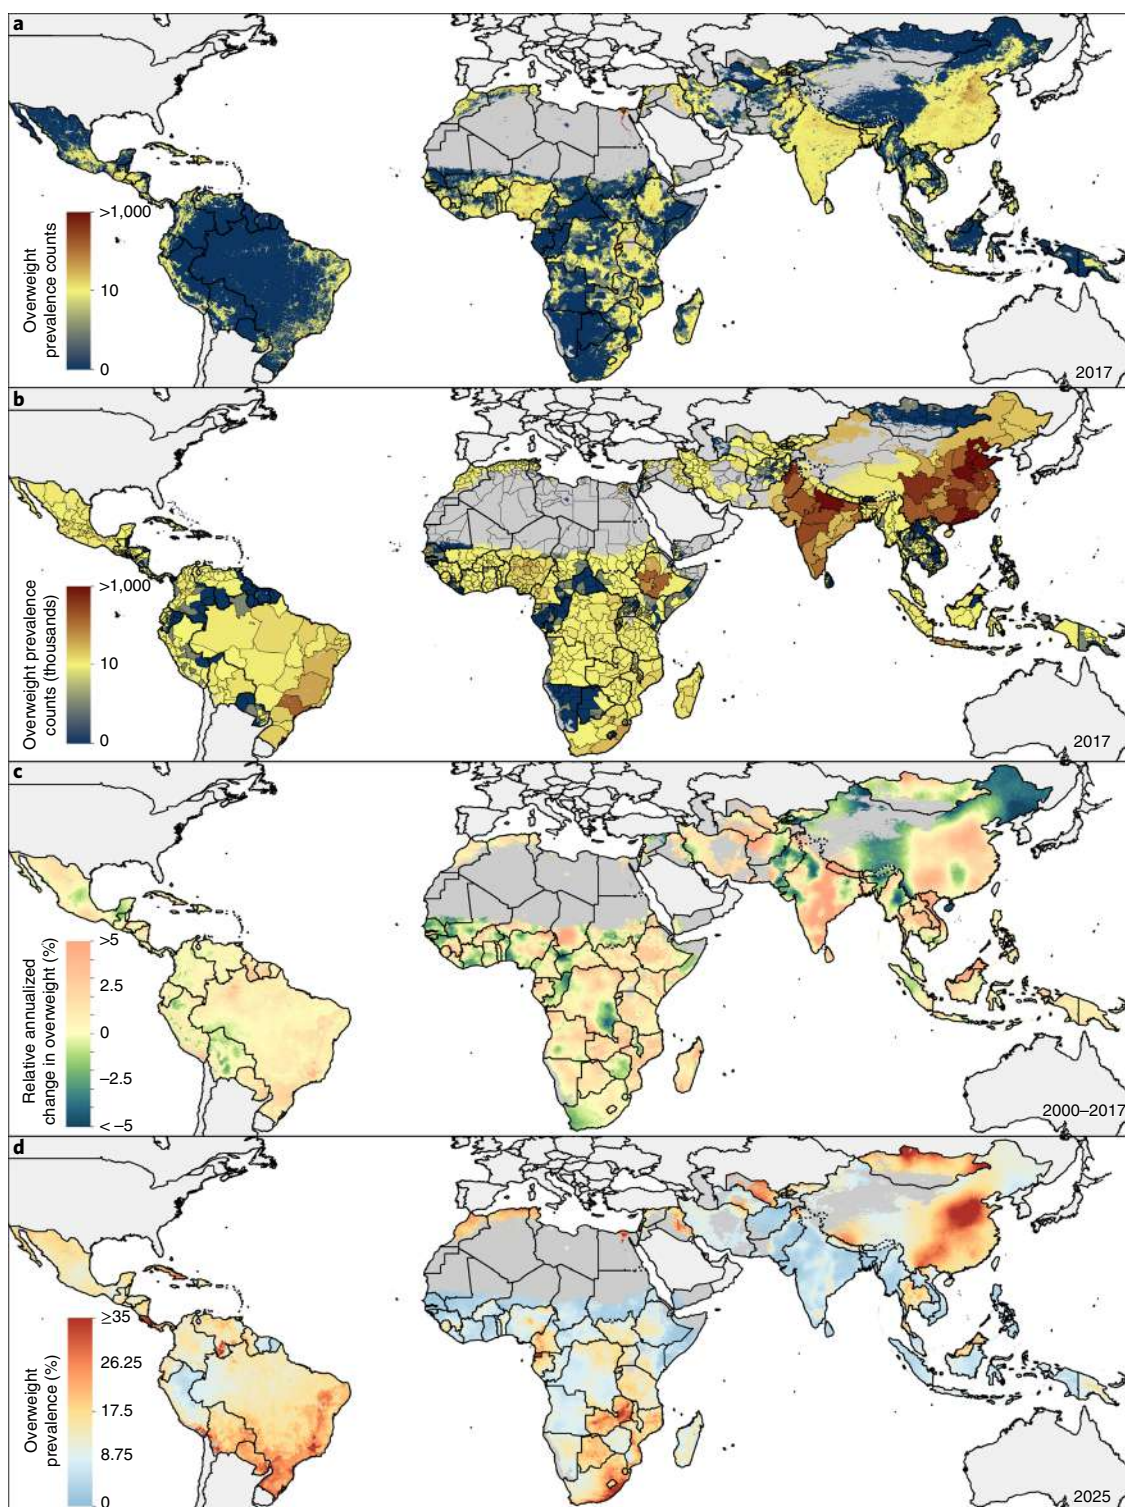 a
>1,000
10
0
Overweight
prevalence counts
2017
b
>1,000
10
0
Overweight prevalence
counts (thousands)
2017
c
>5
2.5
0
−2.5
< −5
Relative annualized
change in overweight (%)
2000–2017
d
≥35
26.25
17.5
8.75
0
Overweight
prevalence (%)
2025